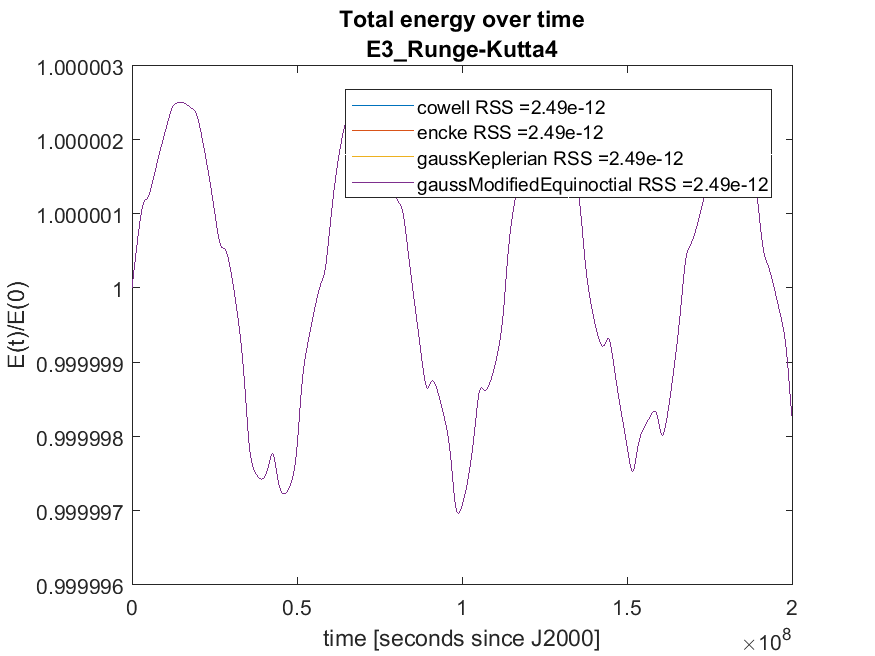 Total energy over time
E3_Runge-Kutta4
1.000003
1.000002
1.000001
1
0.999999
0.999998
0.999997
0.999996
E(t)/E(0)
cowell RSS =2.49e-12
encke RSS =2.49e-12
gaussKeplerian RSS =2.49e-12
gaussModifiedEquinoctial RSS =2.49e-12
0 0.5 1 1.5 2
time [seconds since J2000]
×10^8